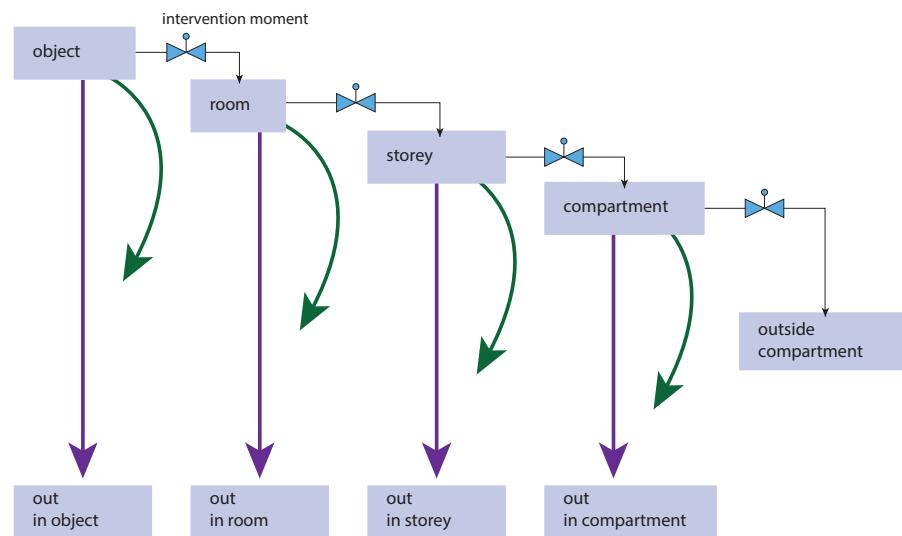 intervention moment
object
room
storey
compartment
outside
compartment
out
in object
out
in room
out
in storey
out
in compartment